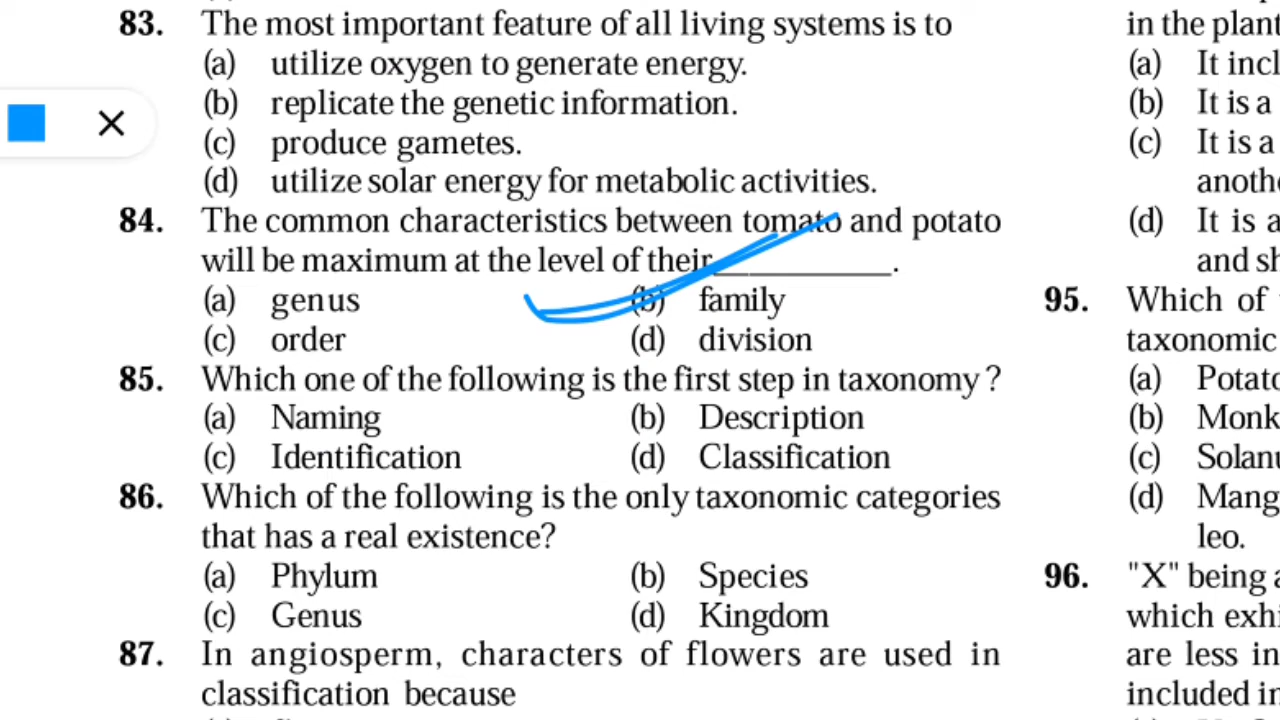 83. The most important feature of all living systems is to
(a) utilize oxygen to generate energy.
(b) replicate the genetic information.
(c) produce gametes.
(d) utilize solar energy for metabolic activities.
84. The common characteristics between tomato and potato
will be maximum at the level of their___________.
(a) genus (b) family
(c) order (d) division
85. Which one of the following is the first step in taxonomy ?
(a) Naming (b) Description
(c) Identification (d) Classification
86. Which of the following is the only taxonomic categories
that has a real existence?
(a) Phylum (b) Species
(c) Genus (d) Kingdom
87. In angiosperm, characters of flowers are used in
classification because
in the plant
(a) It incl
(b) It is a
(c) It is a
anothe
(d) It is a
and sh
95. Which of
taxonomic
(a) Potato
(b) Monk
(c) Solanu
(d) Mang
leo.
96. "X" being a
which exhi
are less in
included in